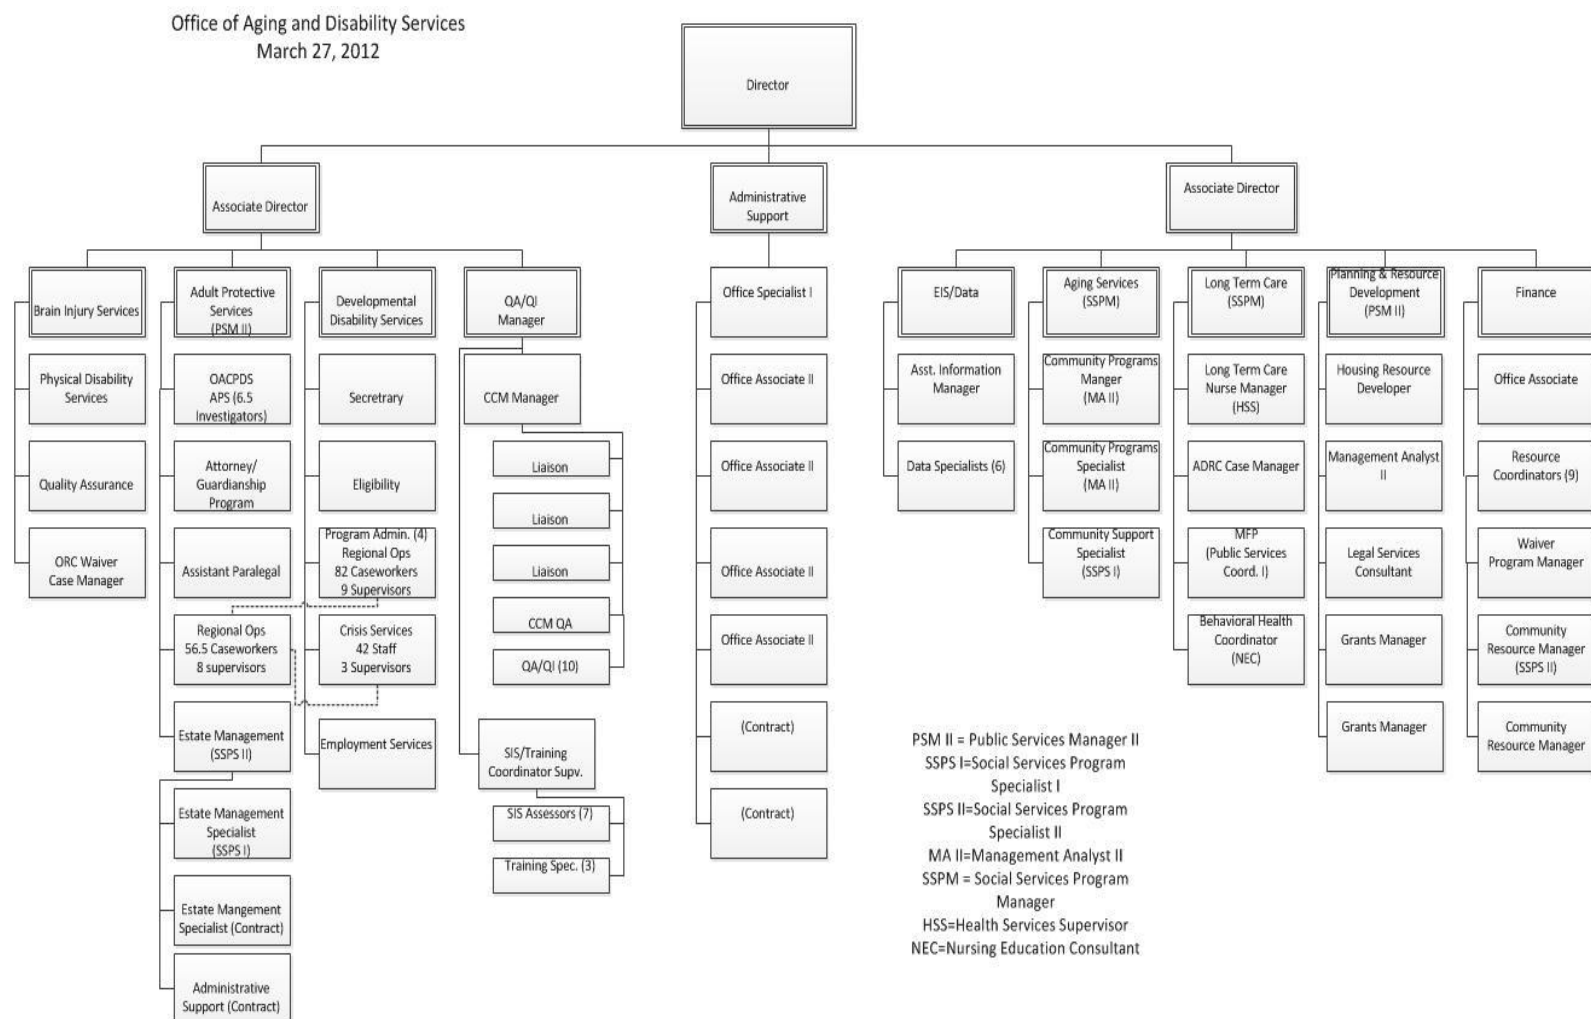 Office of Aging and Disability Services
March 27, 2012
Director
Associate Director
Administrative
Support
Associate Director
Brain Injury Services
Physical Disability
Services
Quality Assurance
ORC Waiver
Case Manager
Adult Protective
Services
(PSM II)
OACPDS
APS (6.5
Investigators)
Attorney/
Guardianship
Program
Assistant Paralegal
Regional Ops
56.5 Caseworkers
8 supervisors
Estate Management
(SSPS II)
Estate Management
Specialist
(SSPS I)
Estate Mangement
Specialist (Contract)
Administrative
Support (Contract)
Developmental
Disability Services
Secretrary
Eligibility
Program Admin. (4)
Regional Ops
82 Caseworkers
9 Supervisors
Crisis Services
42 Staff
3 Supervisors
Employment Services
QA/QI
Manager
CCM Manager
Liaison
Liaison
Liaison
CCM QA
QA/QI (10)
SIS/Training
Coordinator Supv.
SIS Assessors (7)
Training Spec. (3)
Office Specialist I
Office Associate II
Office Associate II
Office Associate II
Office Associate II
(Contract)
(Contract)
EIS/Data
Asst. Information
Manager
Data Specialists (6)
Aging Services
(SSPM)
Community Programs
Manger
(MA II)
Community Programs
Specialist
(MA II)
Community Support
Specialist
(SSPS I)
Long Term Care
(SSPM)
Long Term Care
Nurse Manager
(HSS)
ADRC Case Manager
MFP
(Public Services
Coord. I)
Behavioral Health
Coordinator
(NEC)
Planning & Resource
Development
(PSM II)
Housing Resource
Developer
Management Analyst
II
Legal Services
Consultant
Grants Manager
Grants Manager
Finance
Office Associate
Resource
Coordinators (9)
Waiver
Program Manager
Community
Resource Manager
(SSPS II)
Community
Resource Manager
PSM II = Public Services Manager II
SSPS I=Social Services Program
Specialist I
SSPS II=Social Services Program
Specialist II
MA II=Management Analyst II
SSPM = Social Services Program
Manager
HSS=Health Services Supervisor
NEC=Nursing Education Consultant